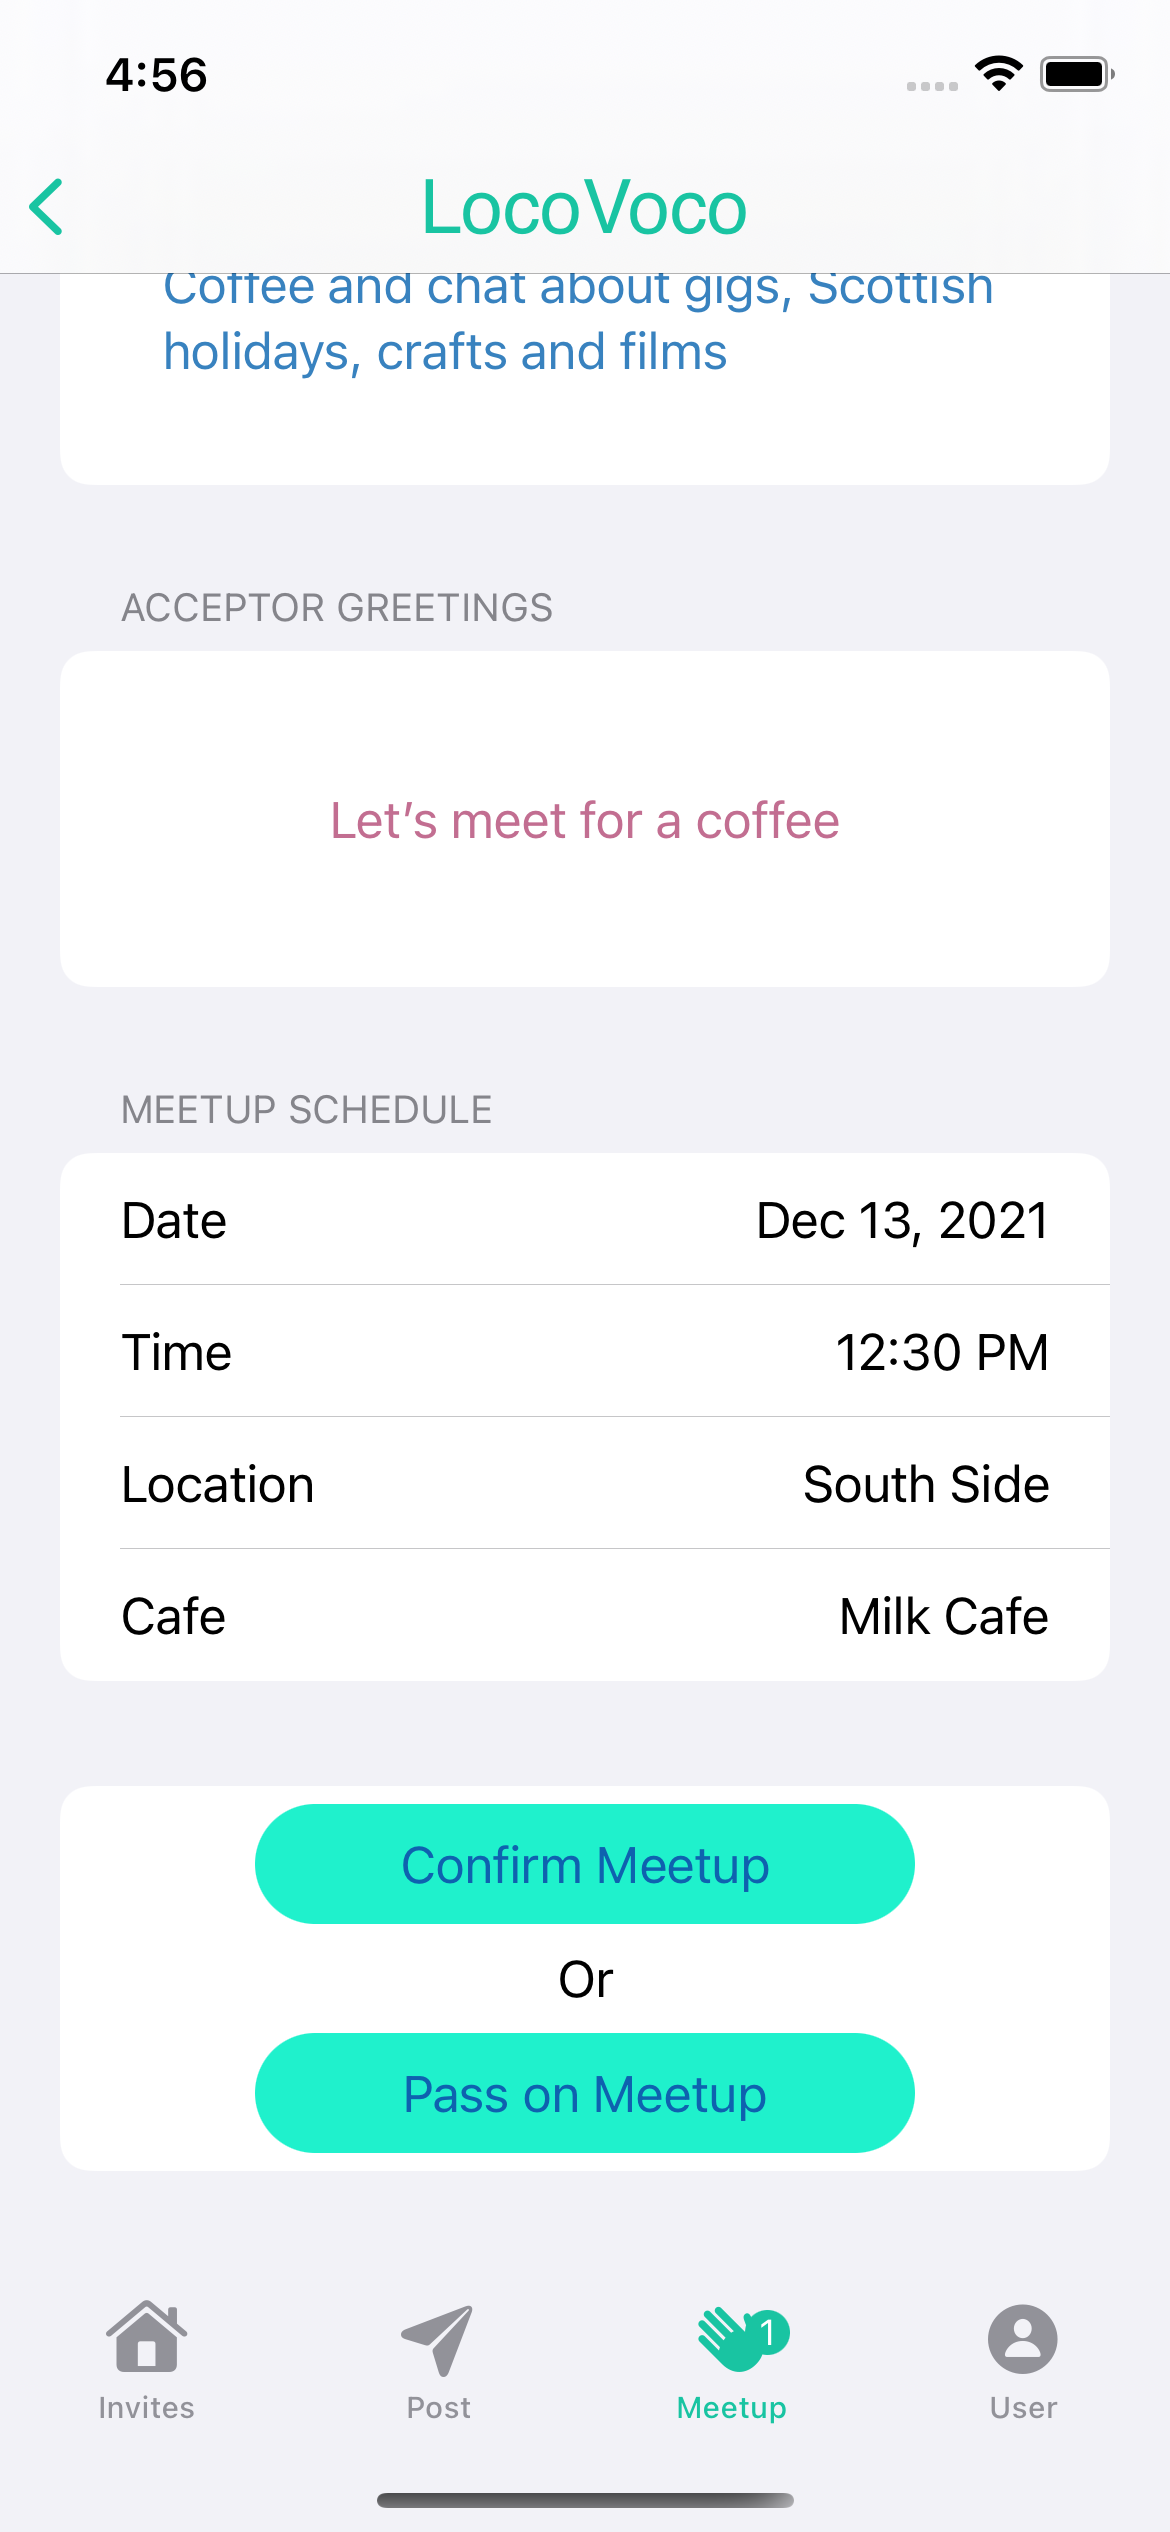 4:56
LocoVoco
Coffee and chat about gigs, Scottish
holidays, crafts and films
ACCEPTOR GREETINGS
Let’s meet for a coffee
MEETUP SCHEDULE
Date Dec 13, 2021
Time 12:30 PM
Location South Side
Cafe Milk Cafe
Confirm Meetup
Or
Pass on Meetup
1
Invites Post Meetup User